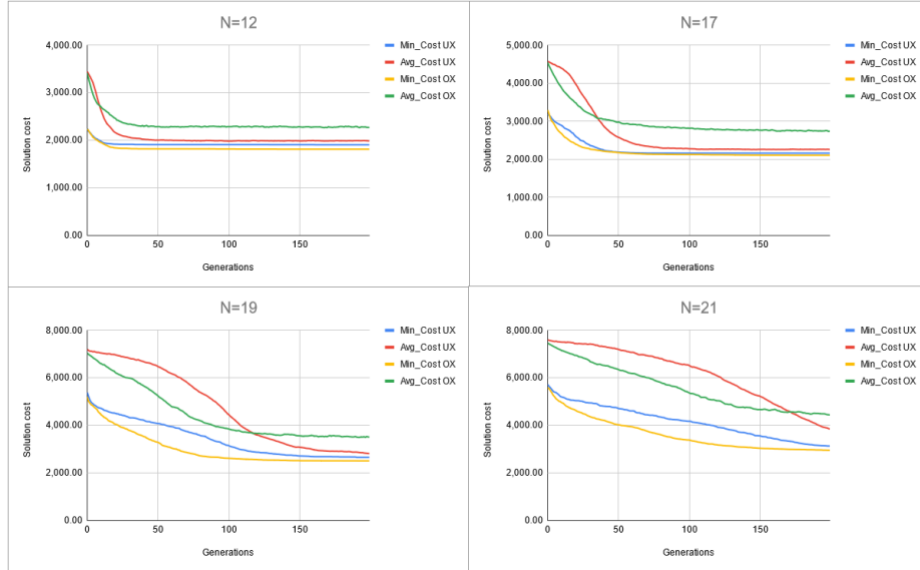 N=12
4,000.00
3,000.00
2,000.00
1,000.00
0.00
Solution cost
0
50
100
150
Generations
Min_Cost UX
Avg_Cost UX
Min_Cost OX
Avg_Cost OX
N=17
5,000.00
4,000.00
3,000.00
2,000.00
1,000.00
0.00
Solution cost
0
50
100
150
Generations
Min_Cost UX
Avg_Cost UX
Min_Cost OX
Avg_Cost OX
N=19
8,000.00
6,000.00
4,000.00
2,000.00
0.00
Solution cost
0
50
100
150
Generations
Min_Cost UX
Avg_Cost UX
Min_Cost OX
Avg_Cost OX
N=21
8,000.00
6,000.00
4,000.00
2,000.00
0.00
Solution cost
0
50
100
150
Generations
Min_Cost UX
Avg_Cost UX
Min_Cost OX
Avg_Cost OX